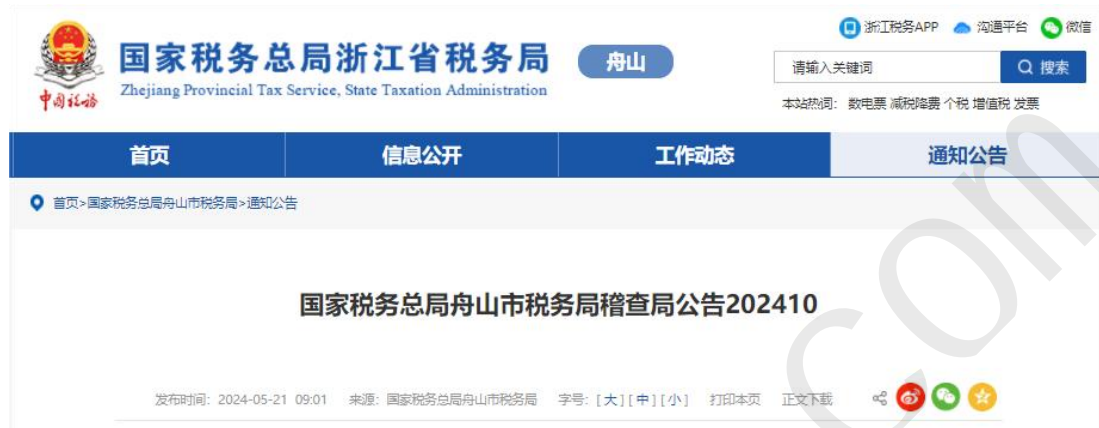 浙江税务APP 沟通平台 微信
国家税务总局浙江省税务局 舟山
Zhejiang Provincial Tax Service, State Taxation Administration
中国税务
请输入关键词 搜索
本站热词: 数电票 减税降费 个税 增值税 发票
首页 信息公开 工作动态 通知公告
首页>国家税务总局舟山市税务局>通知公告
国家税务总局舟山市税务局稽查局公告202410
发布时间: 2024-05-21 09:01 来源: 国家税务总局舟山市税务局 字号: [大][中][小] 打印本页 正文下载
com